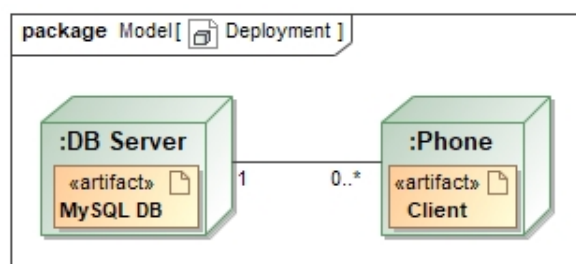 package Model[ Deployment ]
:DB Server
«artifact»
MySQL DB
1
0..*
:Phone
«artifact»
Client